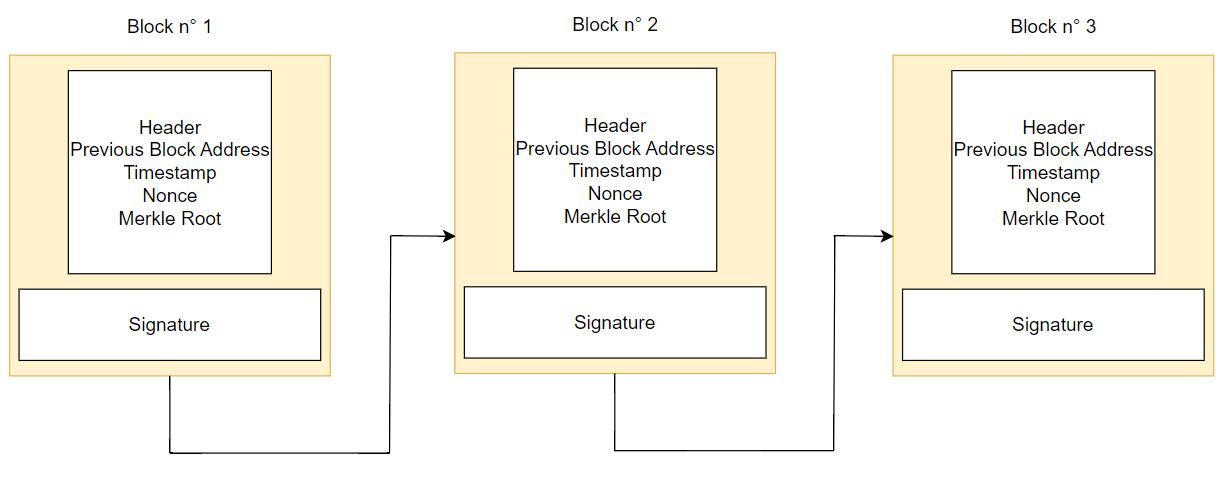 Block n° 1
Header
Previous Block Address
Timestamp
Nonce
Merkle Root
Signature
Block n° 2
Header
Previous Block Address
Timestamp
Nonce
Merkle Root
Signature
Block n° 3
Header
Previous Block Address
Timestamp
Nonce
Merkle Root
Signature